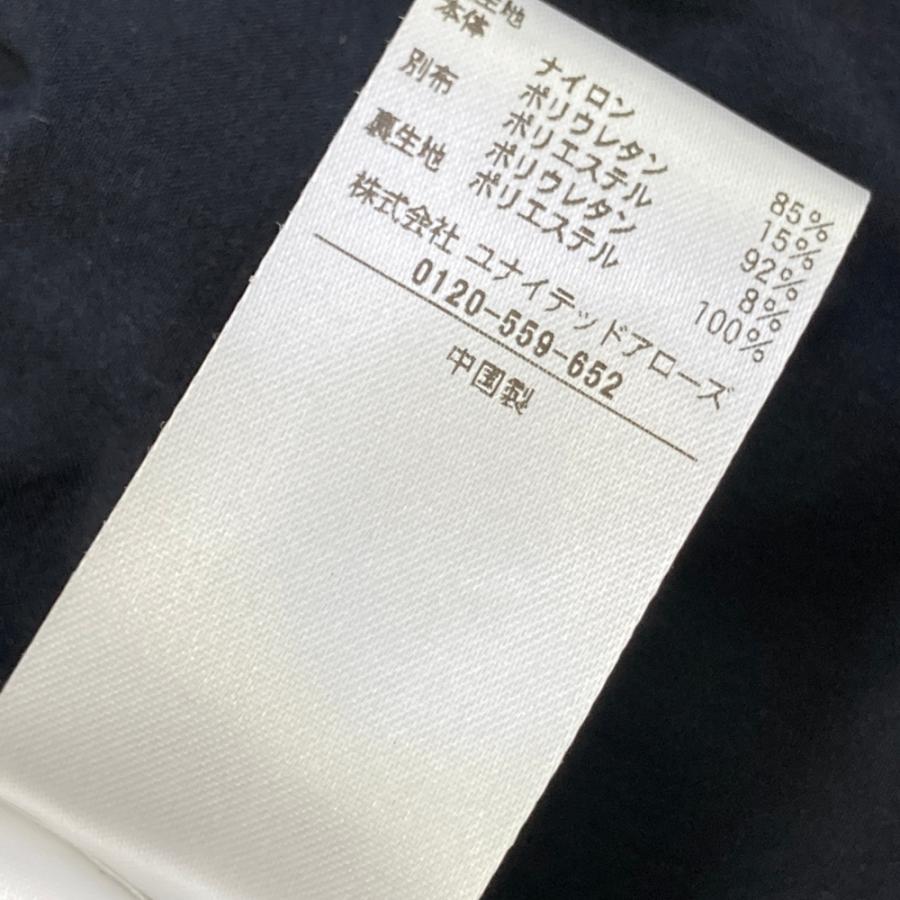 生地
本体 ナイロン 85%
ポリウレタン 15%
別布 ポリエステル 92%
ポリウレタン 8%
裏生地 ポリエステル 100%
株式会社 ユナイテッドアローズ
0120-559-652
中国製